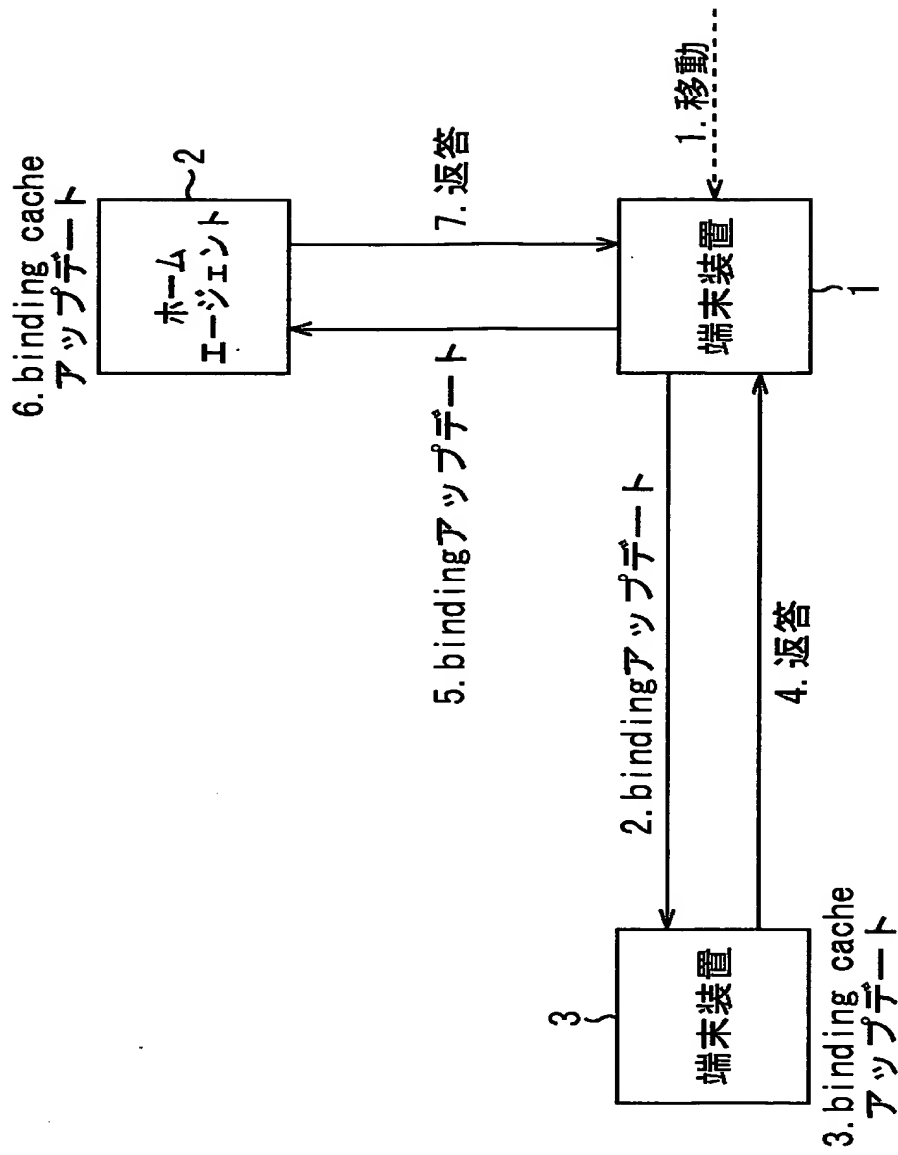 6.binding cache
アップデート
ホーム
エージェント
2
5.bindingアップデート
7.返答
3
2.bindingアップデート
1.移動
端末装置
端末装置
4.返答
3.binding cache
アップデート
1